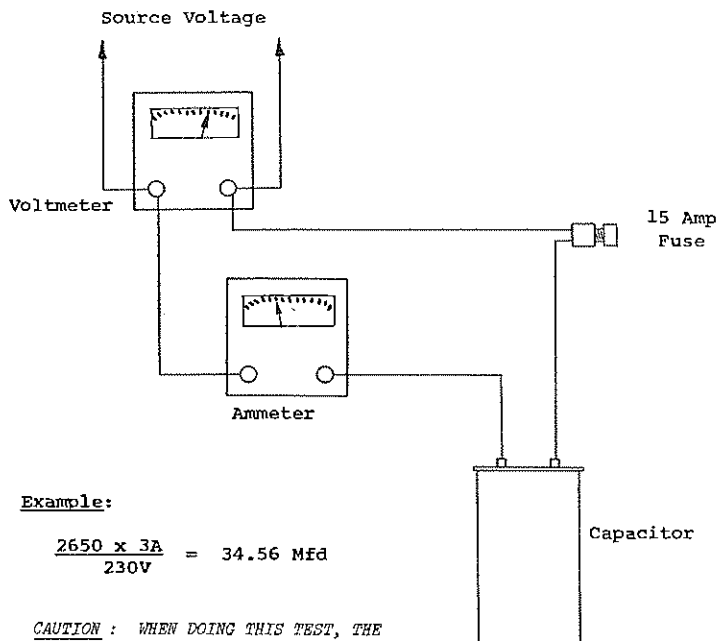 Source Voltage
Voltmeter
15 Amp
Fuse
Ammeter
Example:
2650 x 3A
230V
= 34.56 Mfd
Capacitor
CAUTION : WHEN DOING THIS TEST, THE